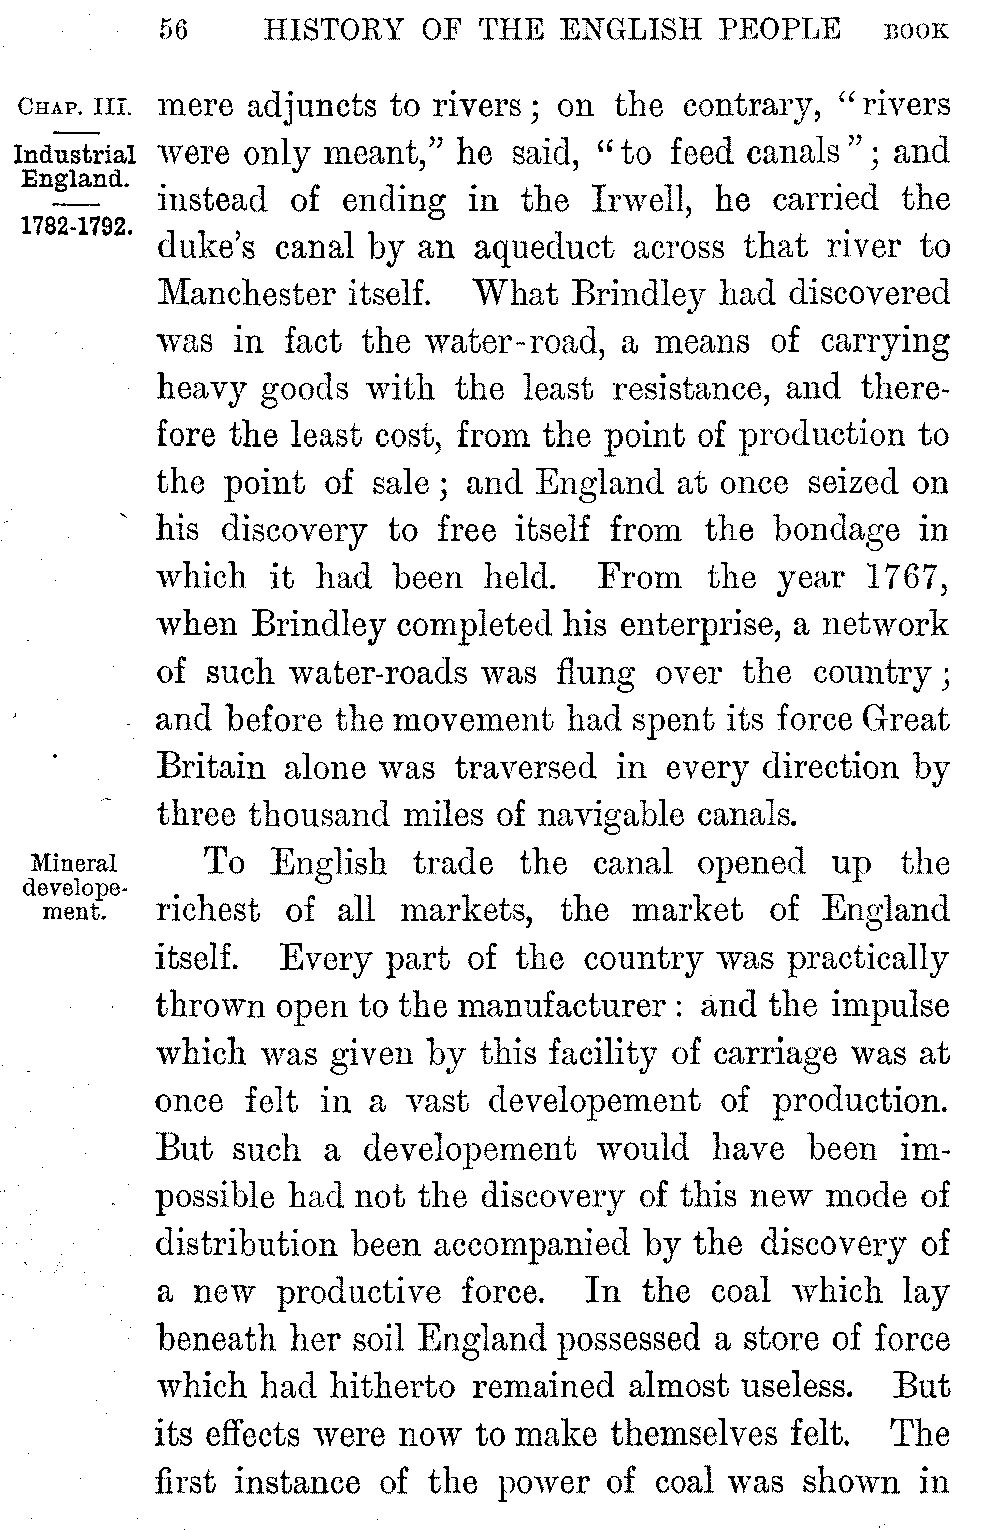 56 HISTORY OF THE ENGLISH PEOPLE BOOK
CHAP. III.
Industrial
England.
1782-1792.
mere adjuncts to rivers; on the contrary, “rivers
were only meant,” he said, “to feed canals”; and
instead of ending in the Irwell, he carried the
duke’s canal by an aqueduct across that river to
Manchester itself. What Brindley had discovered
was in fact the water-road, a means of carrying
heavy goods with the least resistance, and there-
fore the least cost, from the point of production to
the point of sale; and England at once seized on
his discovery to free itself from the bondage in
which it had been held. From the year 1767,
when Brindley completed his enterprise, a network
of such water-roads was flung over the country;
and before the movement had spent its force Great
Britain alone was traversed in every direction by
three thousand miles of navigable canals.
Mineral
develope-
ment.
To English trade the canal opened up the
richest of all markets, the market of England
itself. Every part of the country was practically
thrown open to the manufacturer: and the impulse
which was given by this facility of carriage was at
once felt in a vast developement of production.
But such a developement would have been im-
possible had not the discovery of this new mode of
distribution been accompanied by the discovery of
a new productive force. In the coal which lay
beneath her soil England possessed a store of force
which had hitherto remained almost useless. But
its effects were now to make themselves felt. The
first instance of the power of coal was shown in